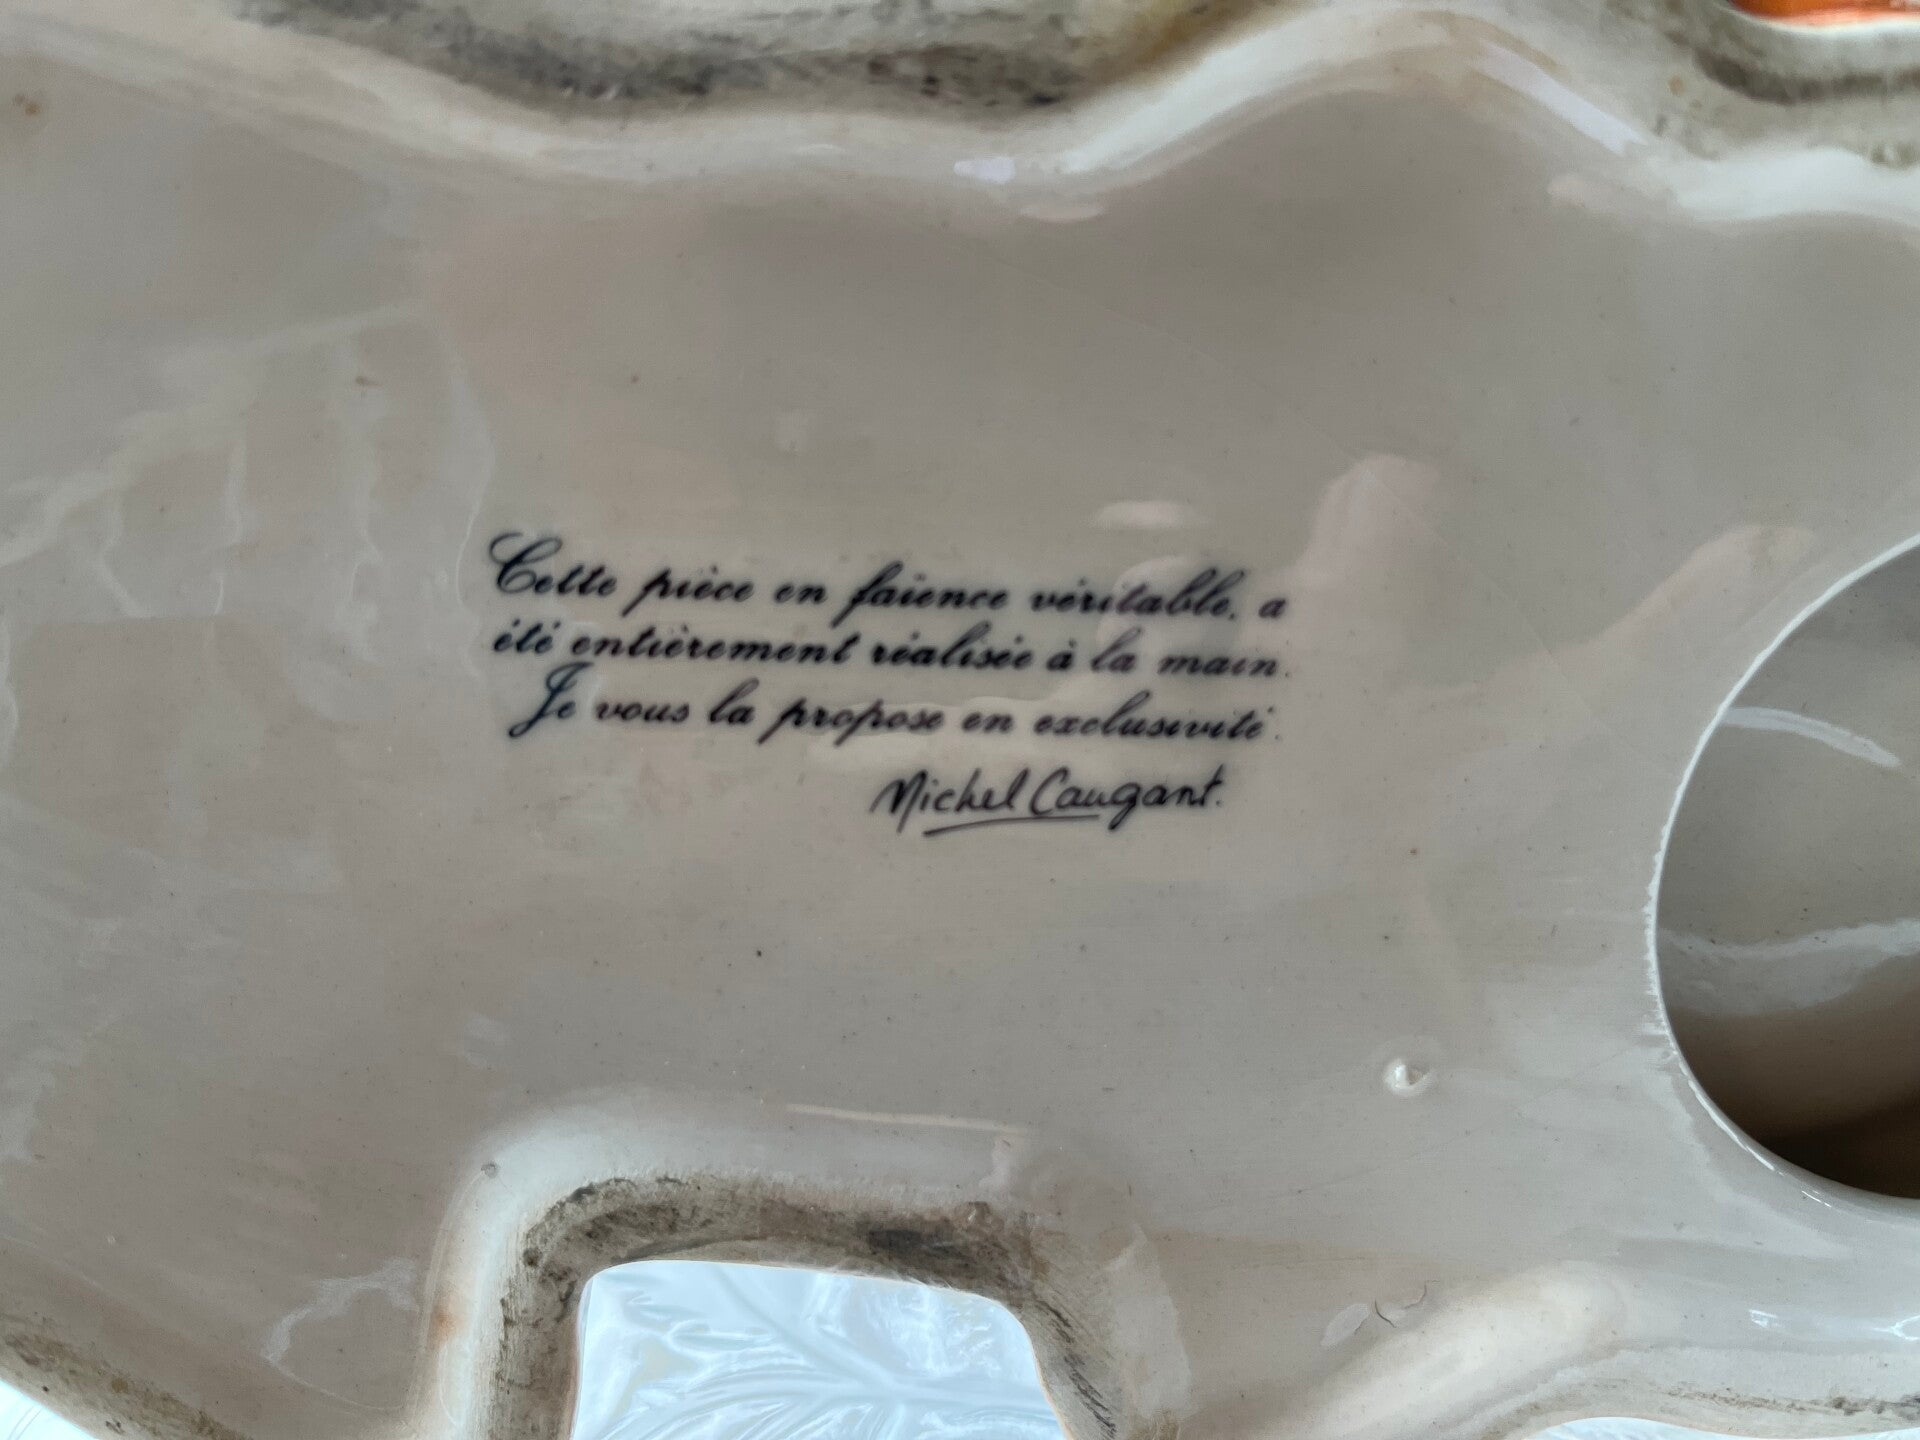 Cette pièce en faïence véritable, a
été entièrement réalisée à la main.
Je vous la propose en exclusivité.
Michel Caugant.